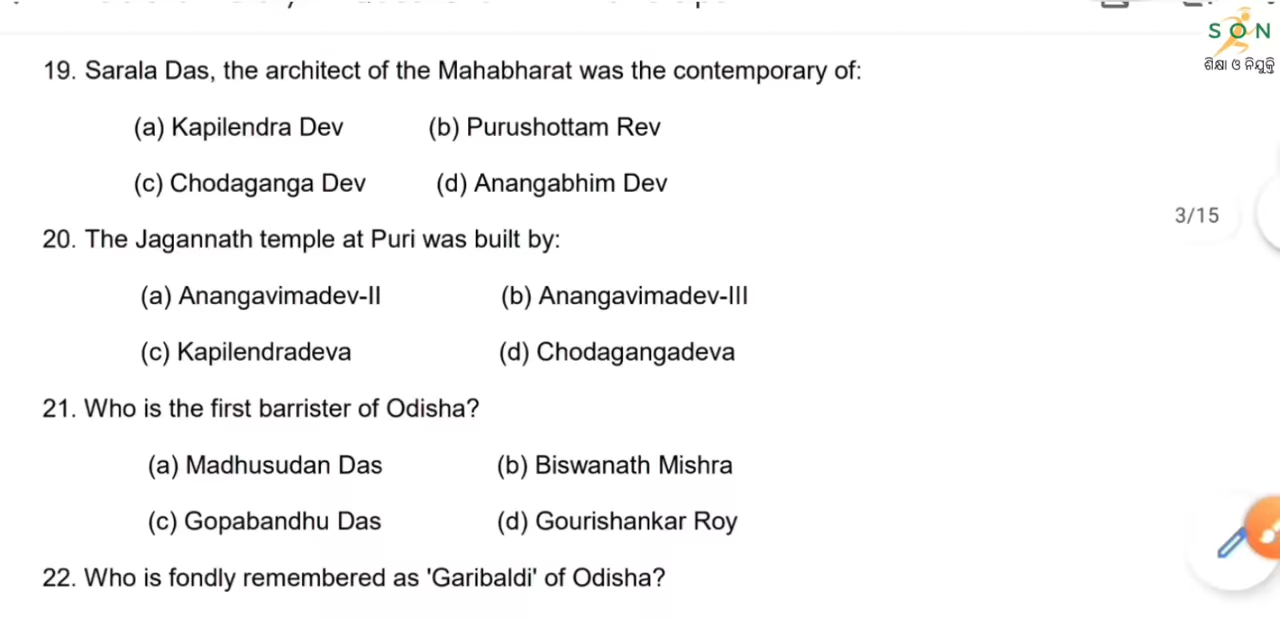 S O N
ଶିକ୍ଷା ଓ ନିଯୁକ୍ତି
19. Sarala Das, the architect of the Mahabharat was the contemporary of:
(a) Kapilendra Dev (b) Purushottam Rev
(c) Chodaganga Dev (d) Anangabhim Dev
3/15
20. The Jagannath temple at Puri was built by:
(a) Anangavimadev-II (b) Anangavimadev-III
(c) Kapilendradeva (d) Chodagangadeva
21. Who is the first barrister of Odisha?
(a) Madhusudan Das (b) Biswanath Mishra
(c) Gopabandhu Das (d) Gourishankar Roy
22. Who is fondly remembered as 'Garibaldi' of Odisha?